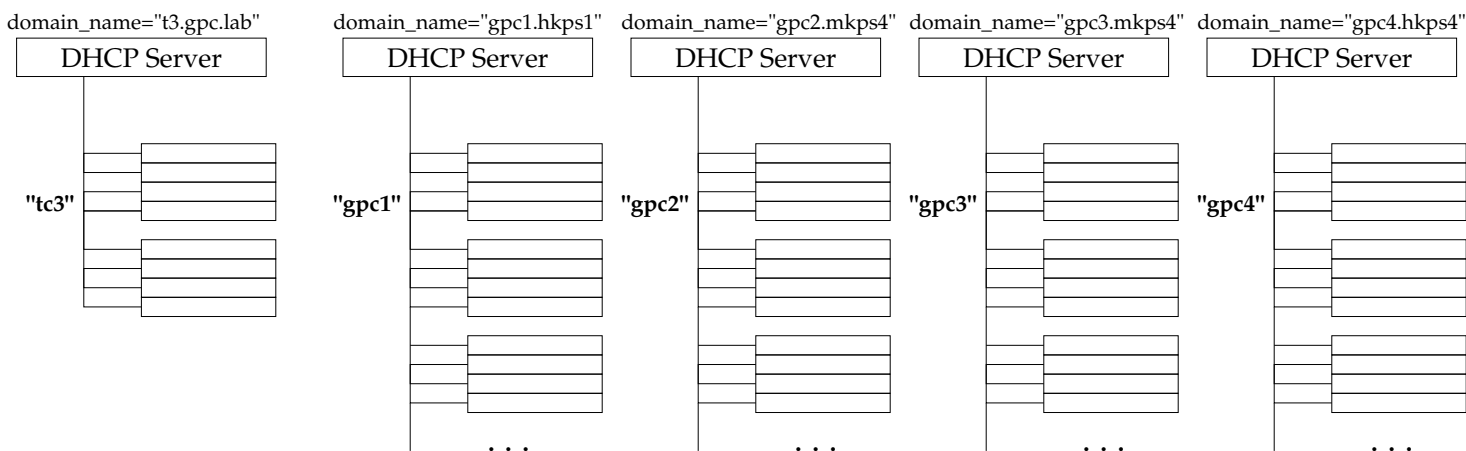 domain_name="t3.gpc.lab" domain_name="gpc1.hkps1" domain_name="gpc2.mkps4" domain_name="gpc3.mkps4" domain_name="gpc4.hkps4"
DHCP Server DHCP Server DHCP Server DHCP Server DHCP Server
"tc3" "gpc1" "gpc2" "gpc3" "gpc4"
. . . . . . . . . . . .